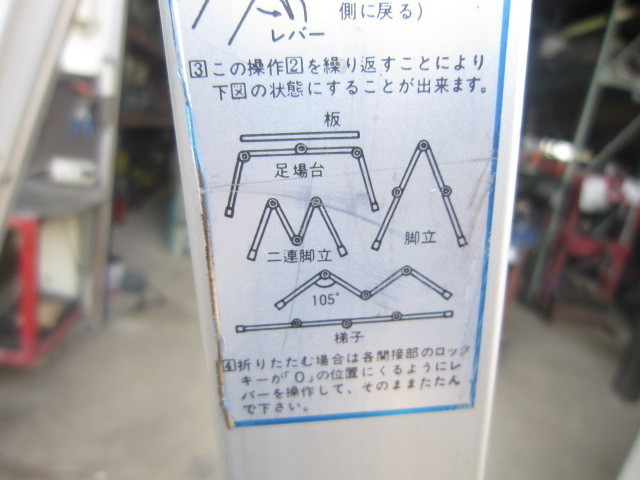 側に戻る)
レバー
3この操作2を繰り返すことにより
下図の状態にすることが出来ます。
板
足場台
二連脚立
脚立
105°
梯子
4折りたたむ場合は各関接部のロック
キーが「O」の位置にくるようにレ
バーを操作して、そのままたたん
で下さい。